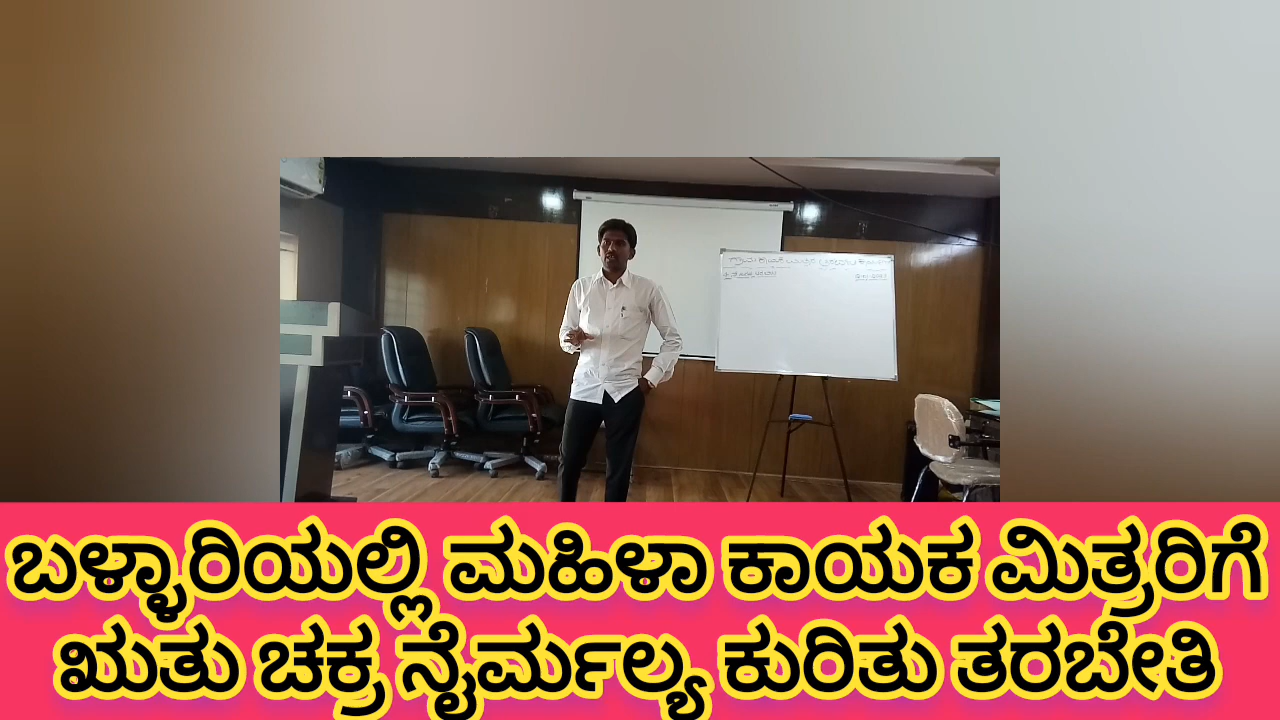 ಬಳ್ಳಾರಿಯಲ್ಲಿ ಮಹಿಳಾ ಕಾಯಕ ಮಿತ್ರರಿಗೆ
ಋತು ಚಕ್ರ ನೈರ್ಮಲ್ಯ ಕುರಿತು ತರಬೇತಿ